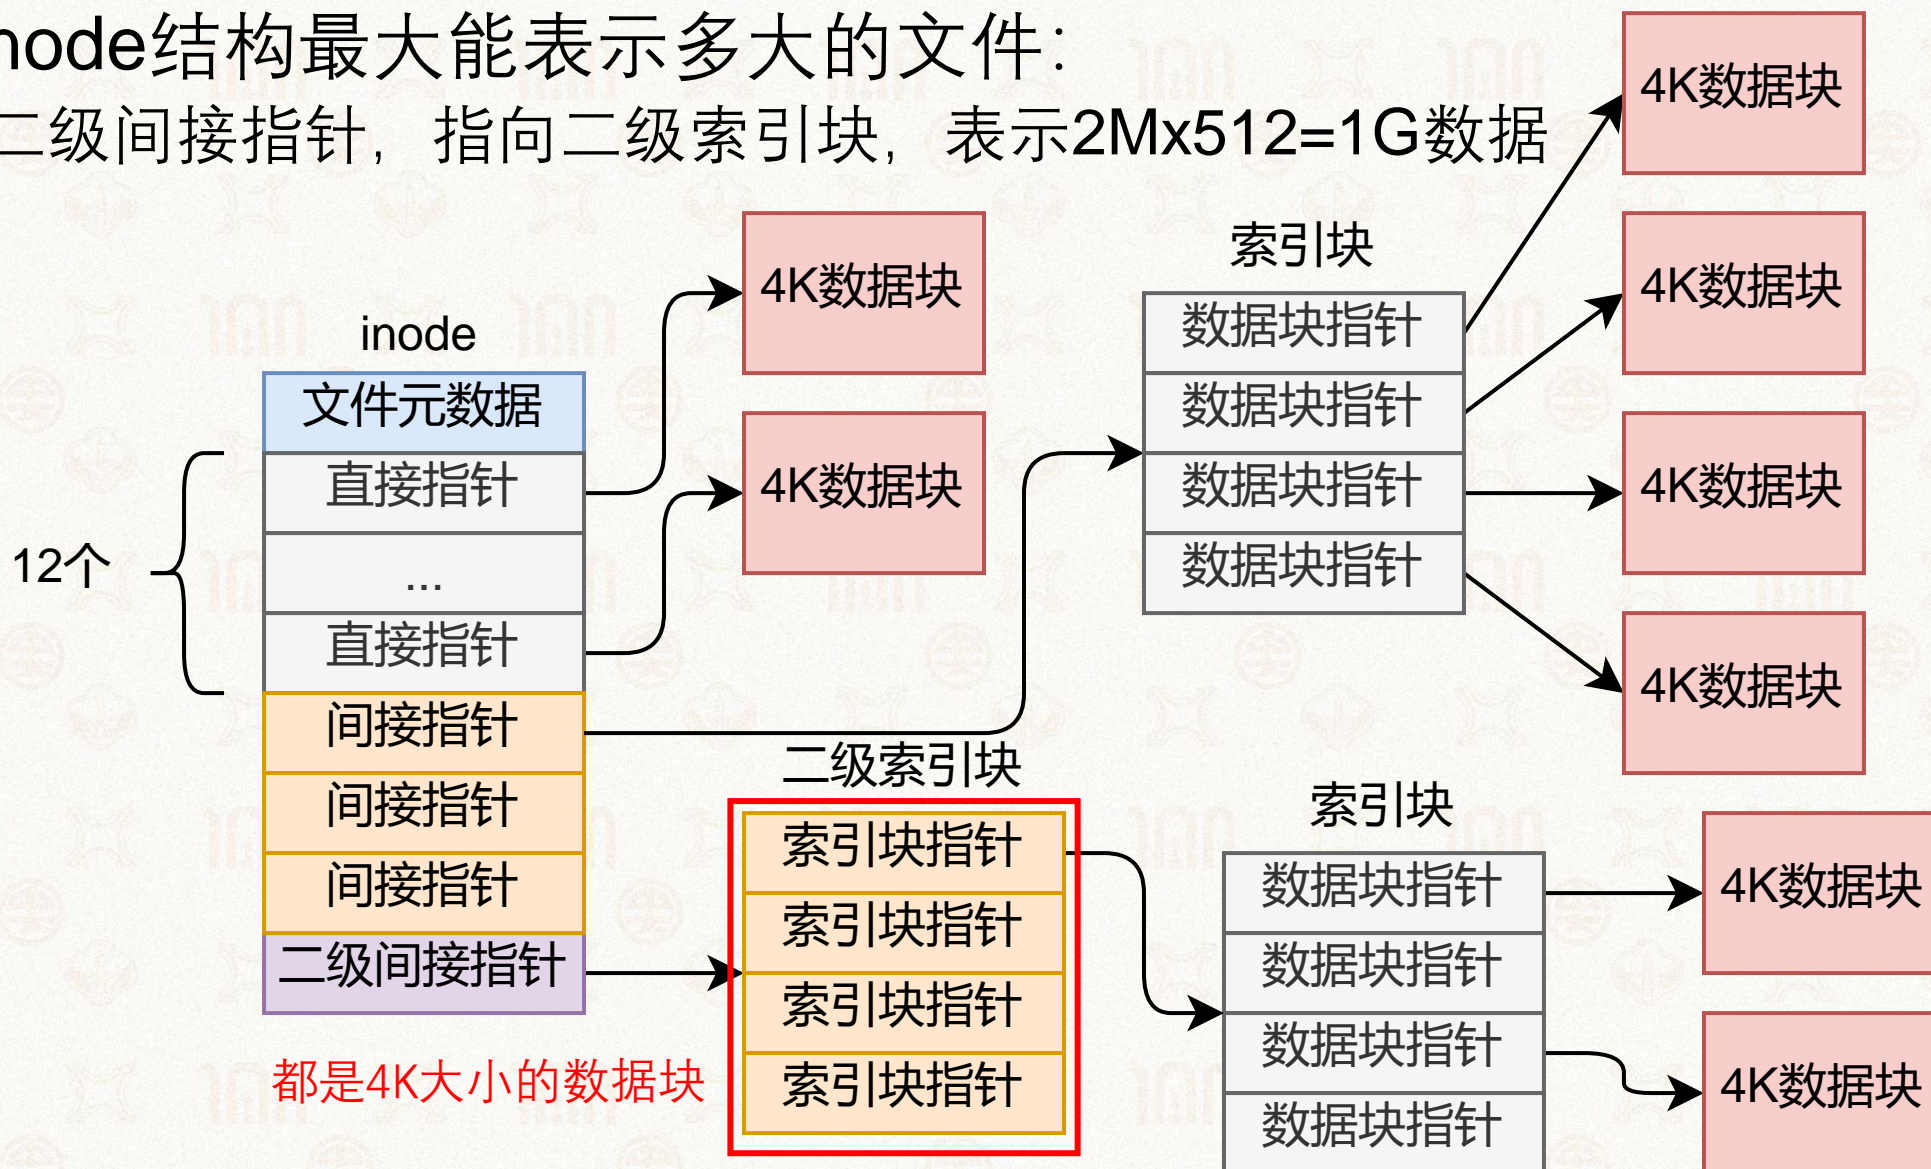 node结构最大能表示多大的文件：
二级间接指针，指向二级索引块，表示2Mx512=1G数据
inode
文件元数据
直接指针
...
直接指针
间接指针
间接指针
间接指针
二级间接指针
12个
都是4K大小的数据块
4K数据块
4K数据块
二级索引块
索引块指针
索引块指针
索引块指针
索引块指针
索引块
数据块指针
数据块指针
数据块指针
数据块指针
4K数据块
4K数据块
4K数据块
4K数据块
索引块
数据块指针
数据块指针
数据块指针
数据块指针
4K数据块
4K数据块